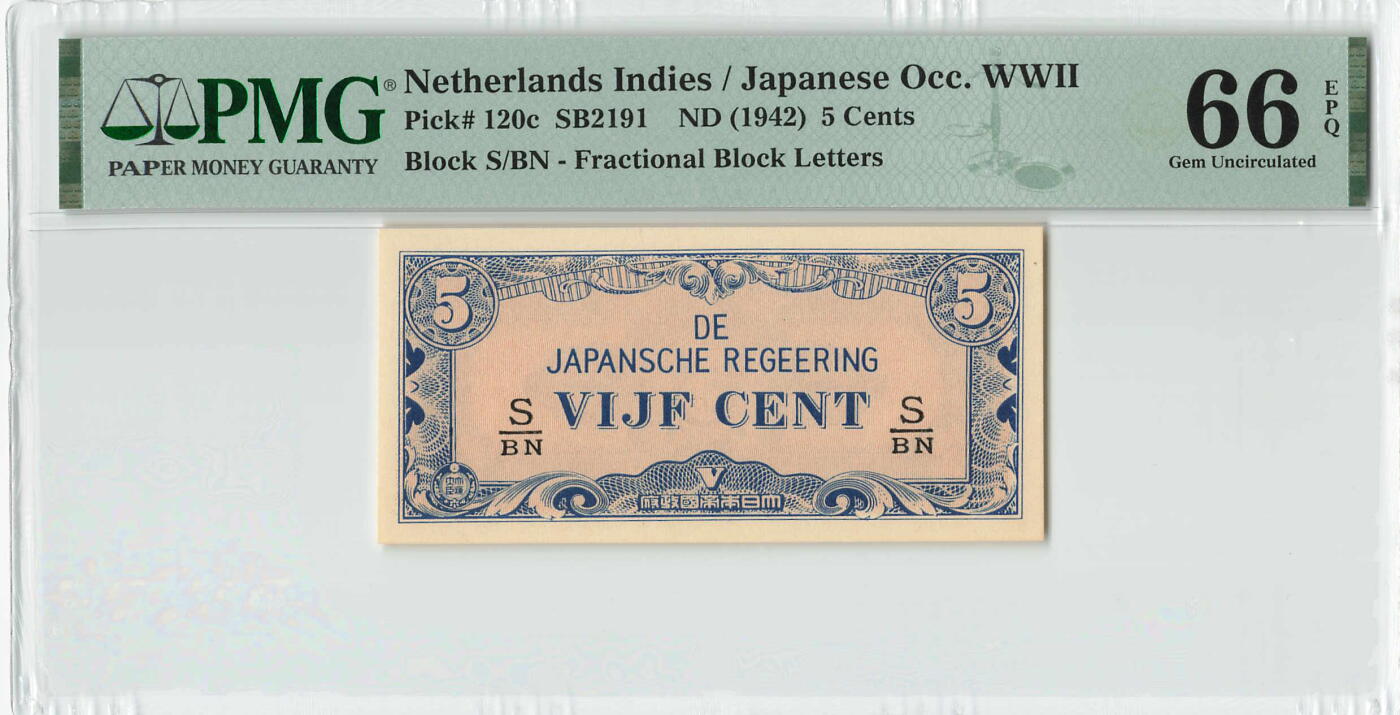 PMG®
PAPER MONEY GUARANTY
Netherlands Indies / Japanese Occ. WWII
Pick# 120c SB2191 ND (1942) 5 Cents
Block S/BN - Fractional Block Letters
66 EPQ
Gem Uncirculated
5 5
DE
JAPANSCHE REGEERING
VIJF CENT
S S
BN BN
V
府政國帝本日大